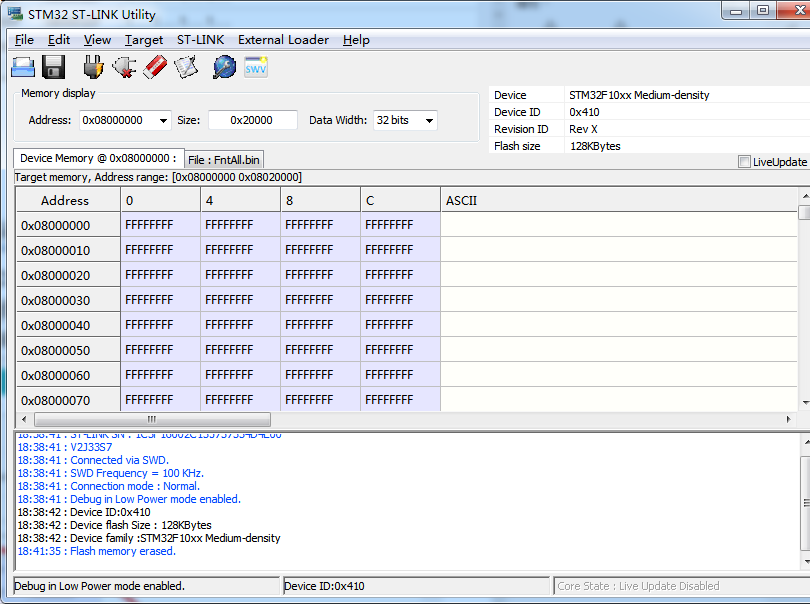 STM32 ST-LINK Utility
File Edit View Target ST-LINK External Loader Help
SWV
Memory display
Address: 0x08000000 Size: 0x20000 Data Width: 32 bits
Device STM32F10xx Medium-density
Device ID 0x410
Revision ID Rev X
Flash size 128KBytes
LiveUpdate
Device Memory @ 0x08000000 : File : FntAll.bin
Target memory, Address range: [0x08000000 0x08020000]
Address 0 4 8 C ASCII
0x08000000 FFFFFFFF FFFFFFFF FFFFFFFF FFFFFFFF
0x08000010 FFFFFFFF FFFFFFFF FFFFFFFF FFFFFFFF
0x08000020 FFFFFFFF FFFFFFFF FFFFFFFF FFFFFFFF
0x08000030 FFFFFFFF FFFFFFFF FFFFFFFF FFFFFFFF
0x08000040 FFFFFFFF FFFFFFFF FFFFFFFF FFFFFFFF
0x08000050 FFFFFFFF FFFFFFFF FFFFFFFF FFFFFFFF
0x08000060 FFFFFFFF FFFFFFFF FFFFFFFF FFFFFFFF
0x08000070 FFFFFFFF FFFFFFFF FFFFFFFF FFFFFFFF
18:38:41 : ST-LINK SN :
18:38:41 : V2J33S7
18:38:41 : Connected via SWD.
18:38:41 : SWD Frequency = 100 KHz.
18:38:41 : Connection mode : Normal.
18:38:41 : Debug in Low Power mode enabled.
18:38:42 : Device ID:0x410
18:38:42 : Device flash Size : 128KBytes
18:38:42 : Device family :STM32F10xx Medium-density
18:41:35 : Flash memory erased.
Debug in Low Power mode enabled. Device ID:0x410 Core State : Live Update Disabled